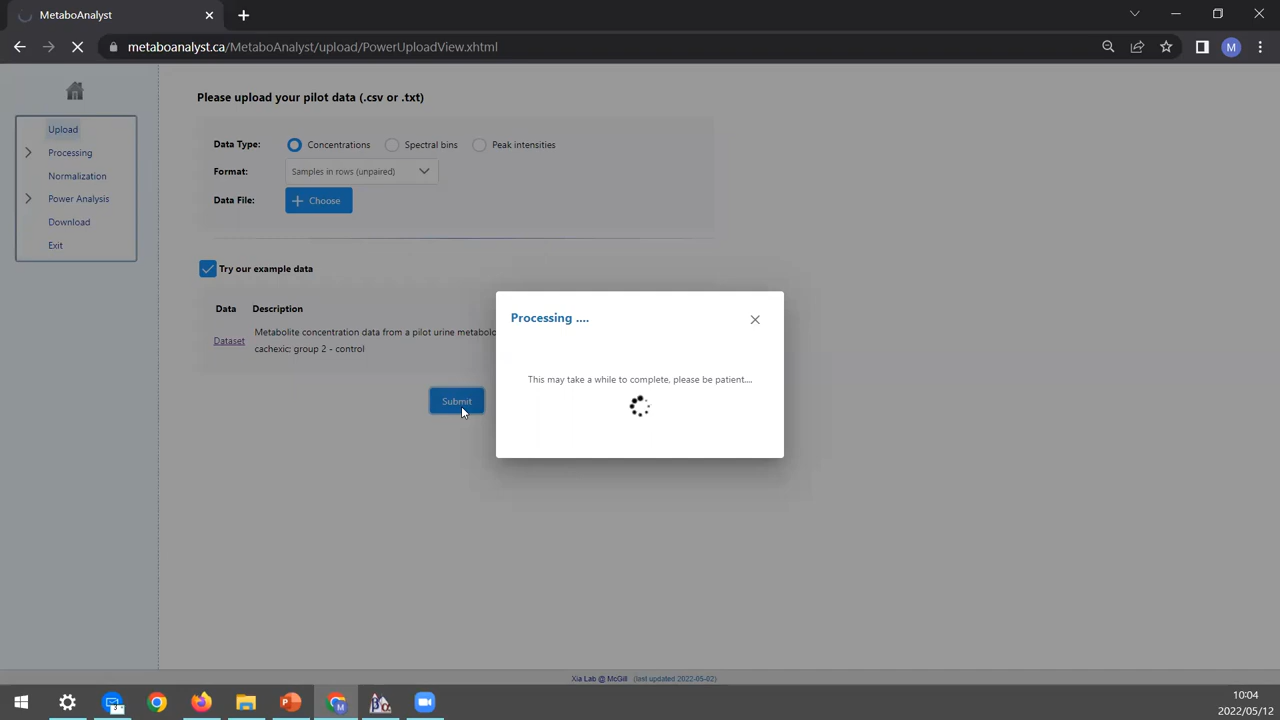 MetaboAnalyst
metaboanalyst.ca/MetaboAnalyst/upload/PowerUploadView.xhtml
M
Upload
Processing
Normalization
Power Analysis
Download
Exit
Please upload your pilot data (.csv or .txt)
Data Type: Concentrations Spectral bins Peak intensities
Format: Samples in rows (unpaired)
Data File: Choose
Try our example data
Data Description
Dataset Metabolite concentration data from a pilot urine metabolo
cachexic: group 2 - control
Submit
Processing ....
This may take a while to complete, please be patient....
Xia Lab @ McGill (last updated 2022-05-02)
3
M
10:04
2022/05/12